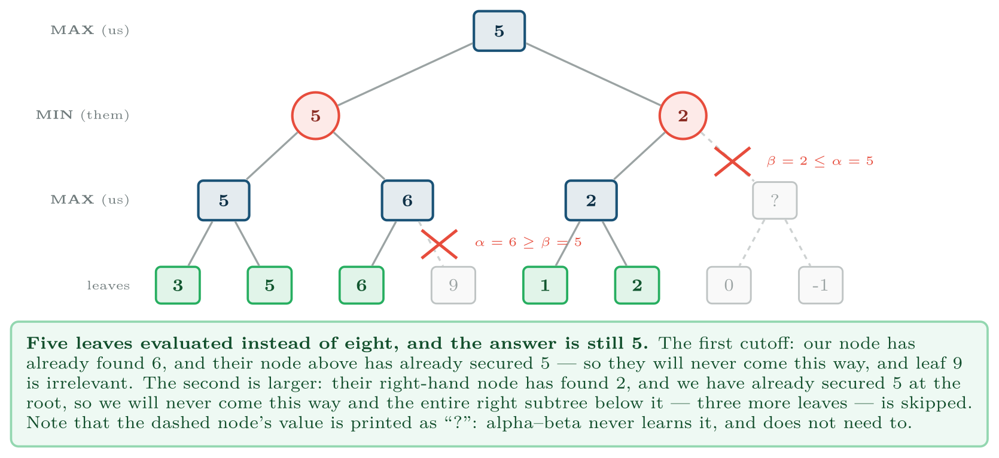 MAX (us)
5
MIN (them)
5
2
β = 2 ≤ α = 5
MAX (us)
5
6
2
?
α = 6 ≥ β = 5
leaves
3
5
6
9
1
2
0
-1
Five leaves evaluated instead of eight, and the answer is still 5. The first cutoff: our node has
already found 6, and their node above has already secured 5 — so they will never come this way, and leaf 9
is irrelevant. The second is larger: their right-hand node has found 2, and we have already secured 5 at the
root, so we will never come this way and the entire right subtree below it — three more leaves — is skipped.
Note that the dashed node's value is printed as “?”: alpha–beta never learns it, and does not need to.